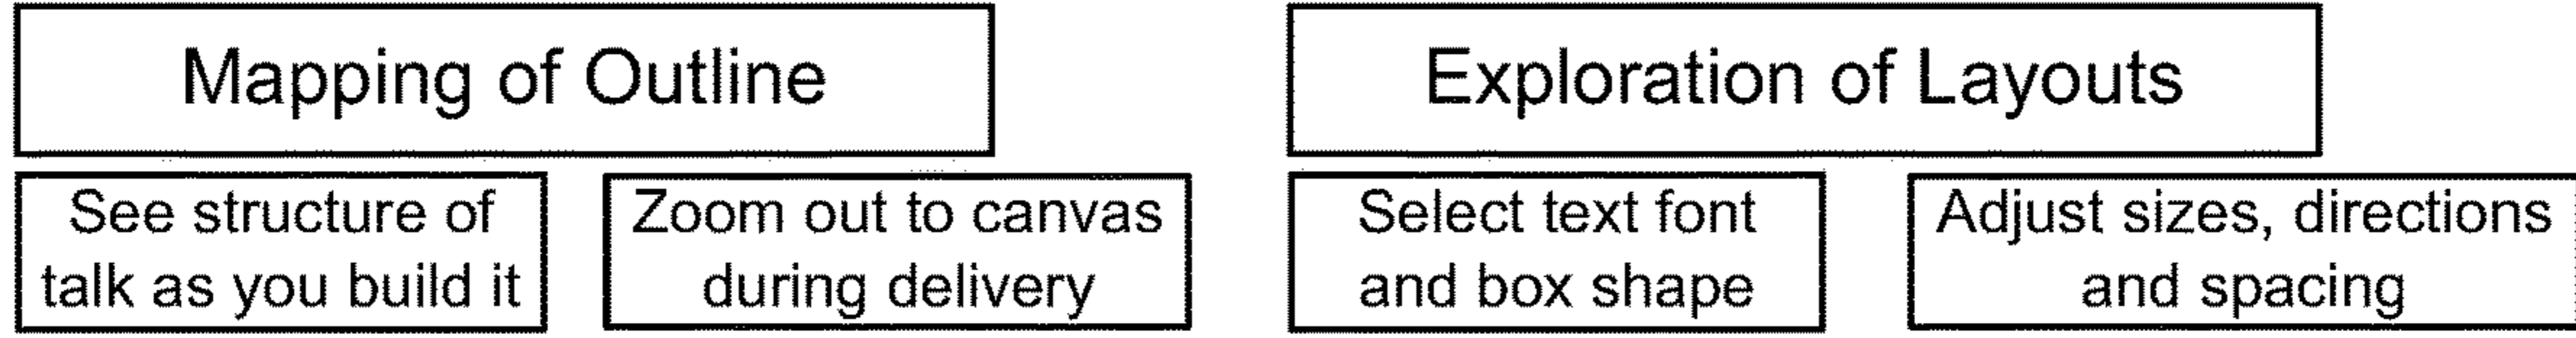 Mapping of Outline
Exploration of Layouts
See structure of
talk as you build it
Zoom out to canvas
during delivery
Select text font
and box shape
Adjust sizes, directions
and spacing